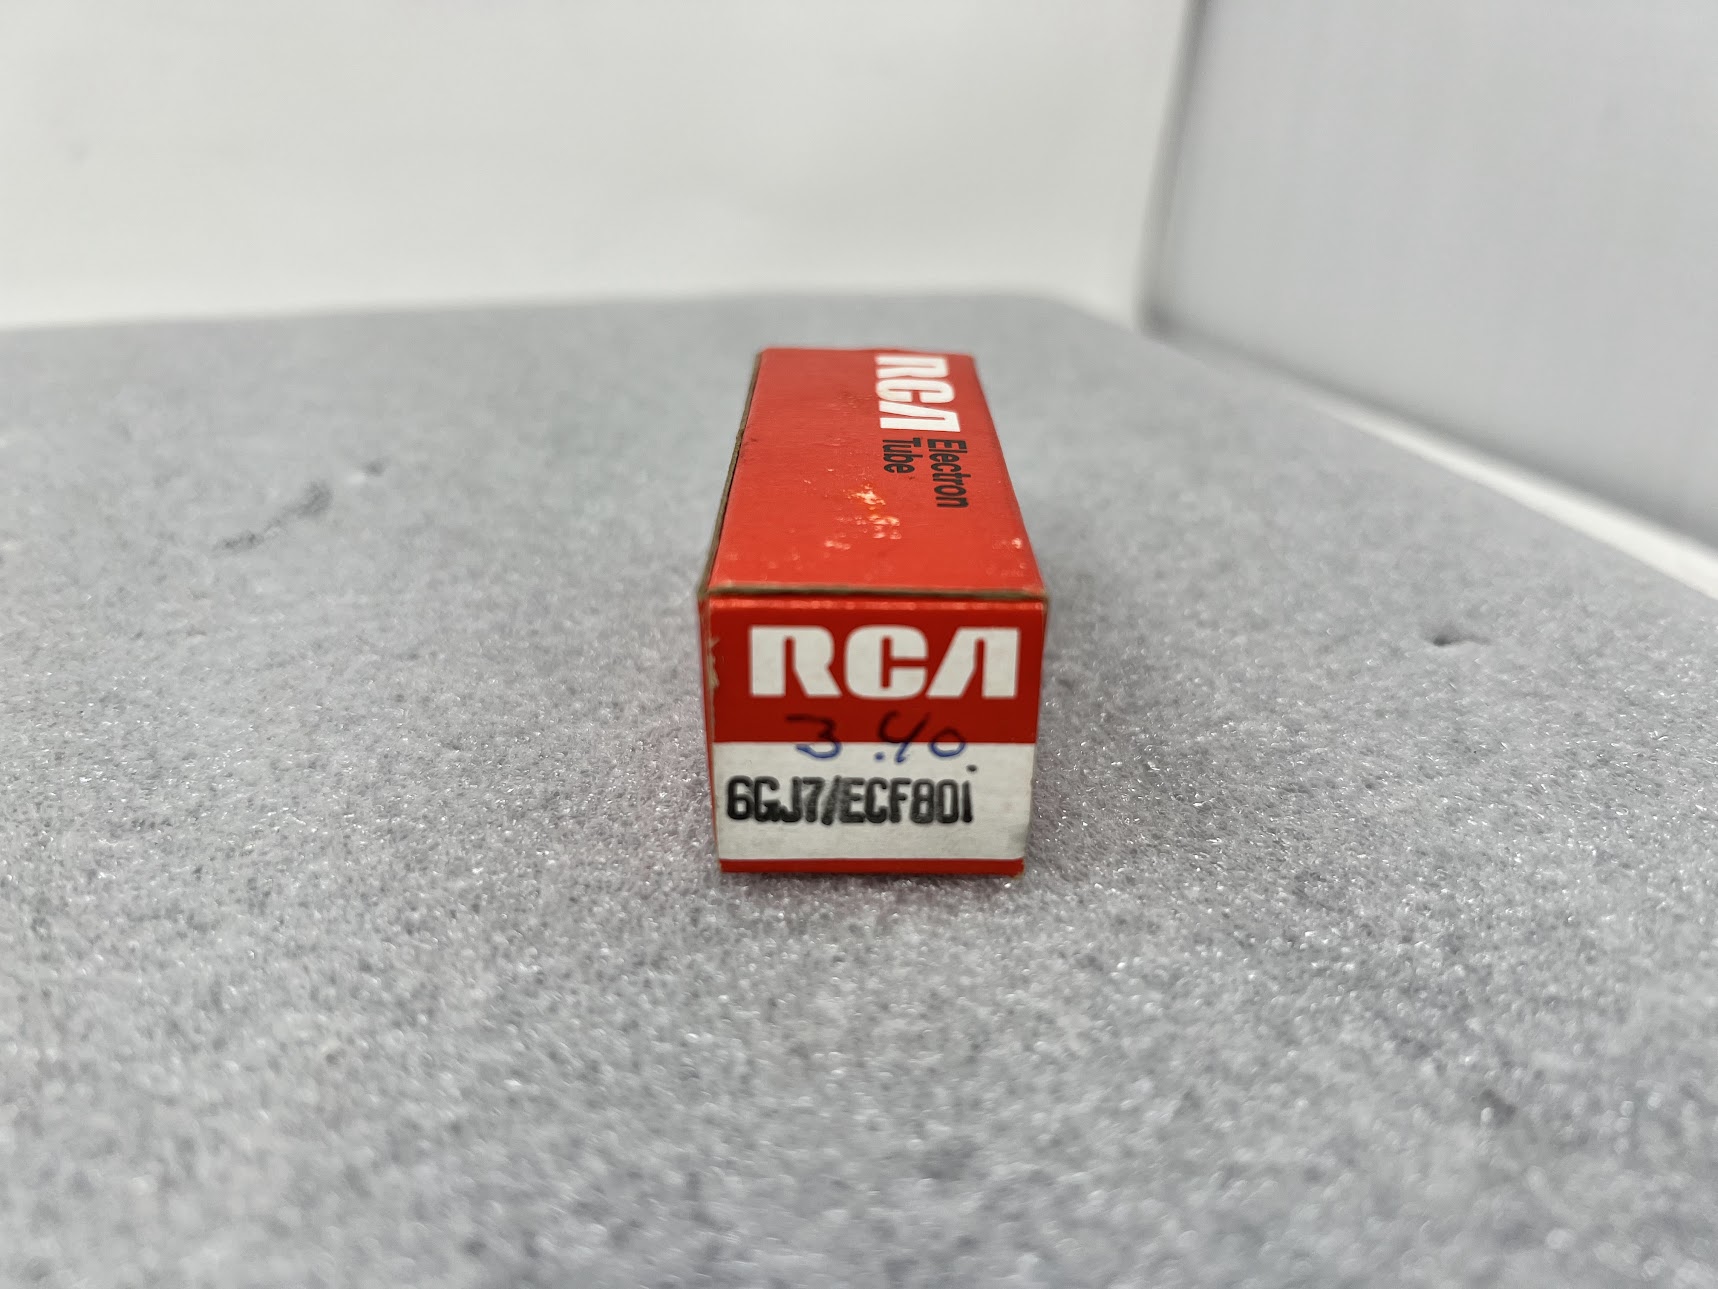 RCA
Electron
Tube
RCA
3.40
6GJ7/ECF801